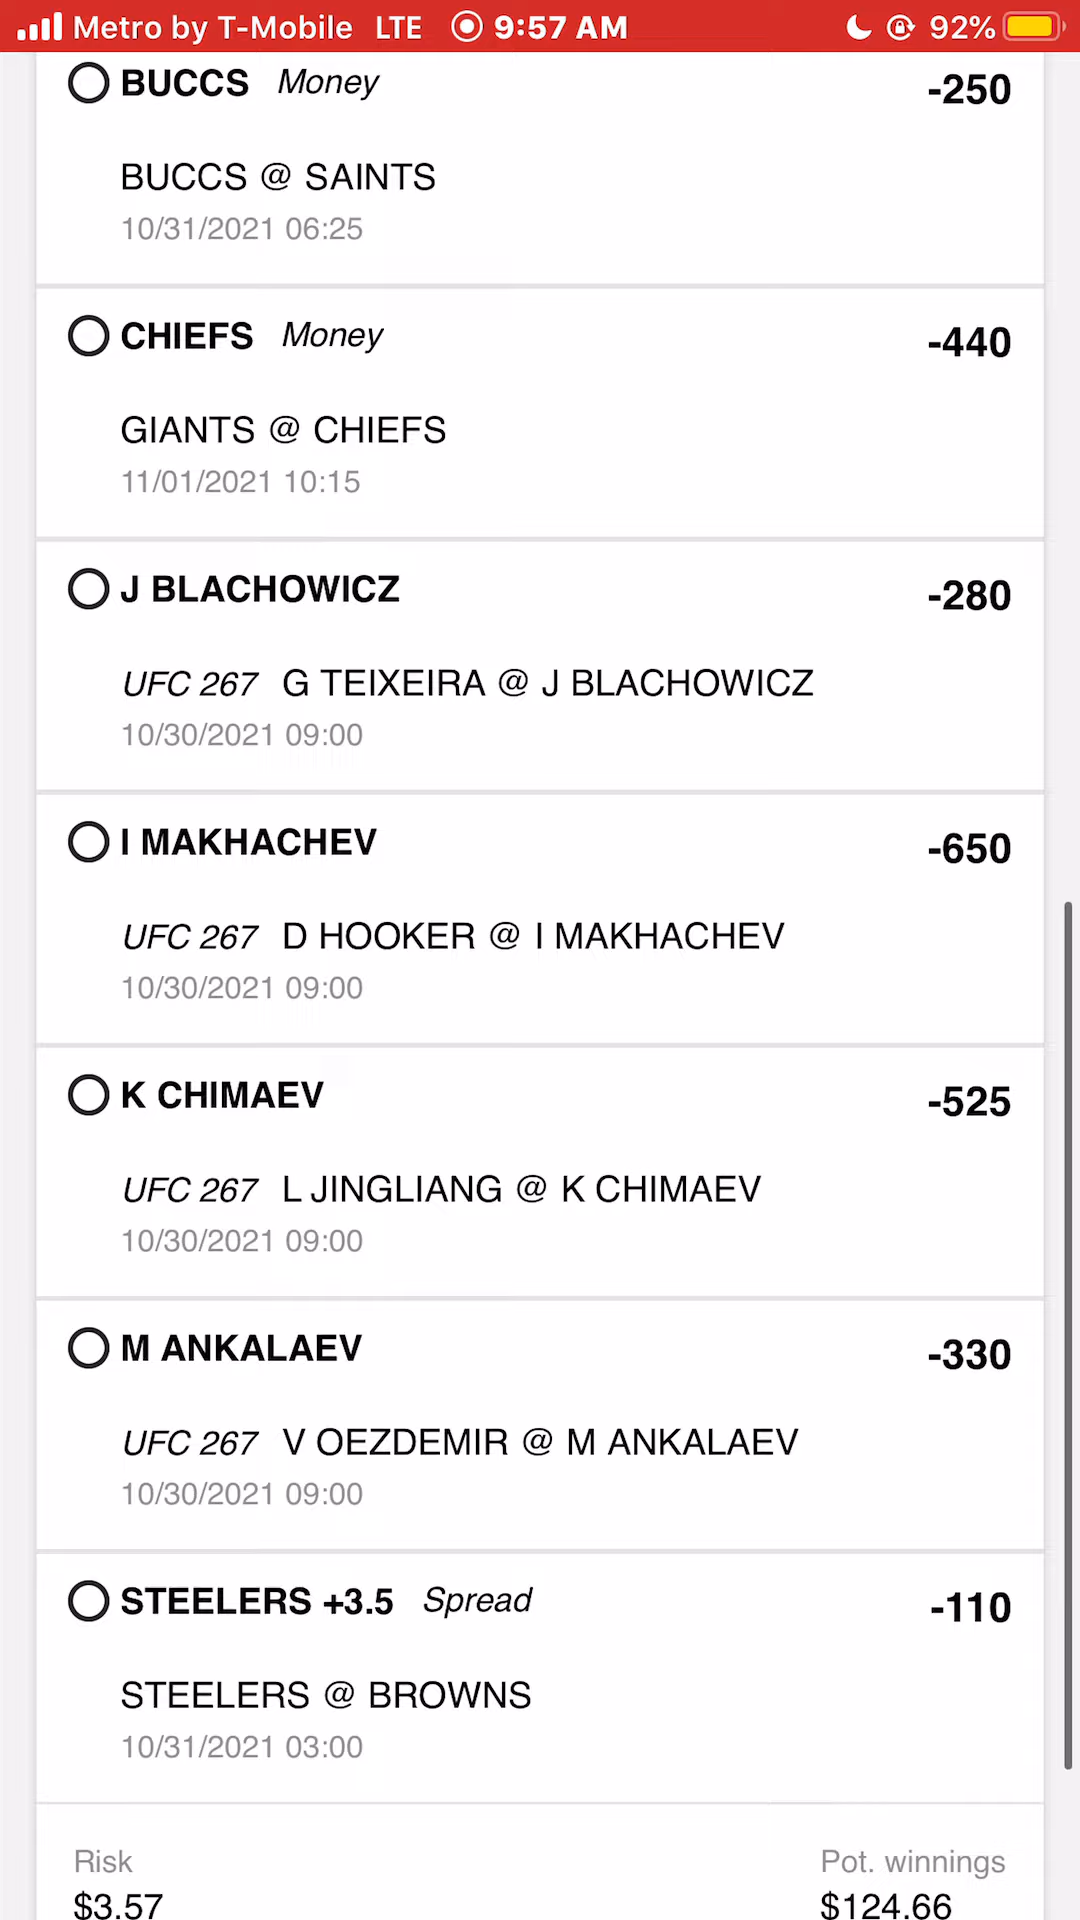 Metro by T-Mobile LTE 9:57 AM 92%
BUCCS Money -250
BUCCS @ SAINTS
10/31/2021 06:25
CHIEFS Money -440
GIANTS @ CHIEFS
11/01/2021 10:15
J BLACHOWICZ -280
UFC 267 G TEIXEIRA @ J BLACHOWICZ
10/30/2021 09:00
I MAKHACHEV -650
UFC 267 D HOOKER @ I MAKHACHEV
10/30/2021 09:00
K CHIMAEV -525
UFC 267 L JINGLIANG @ K CHIMAEV
10/30/2021 09:00
M ANKALAEV -330
UFC 267 V OEZDEMIR @ M ANKALAEV
10/30/2021 09:00
STEELERS +3.5 Spread -110
STEELERS @ BROWNS
10/31/2021 03:00
Risk Pot. winnings
$3.57 $124.66